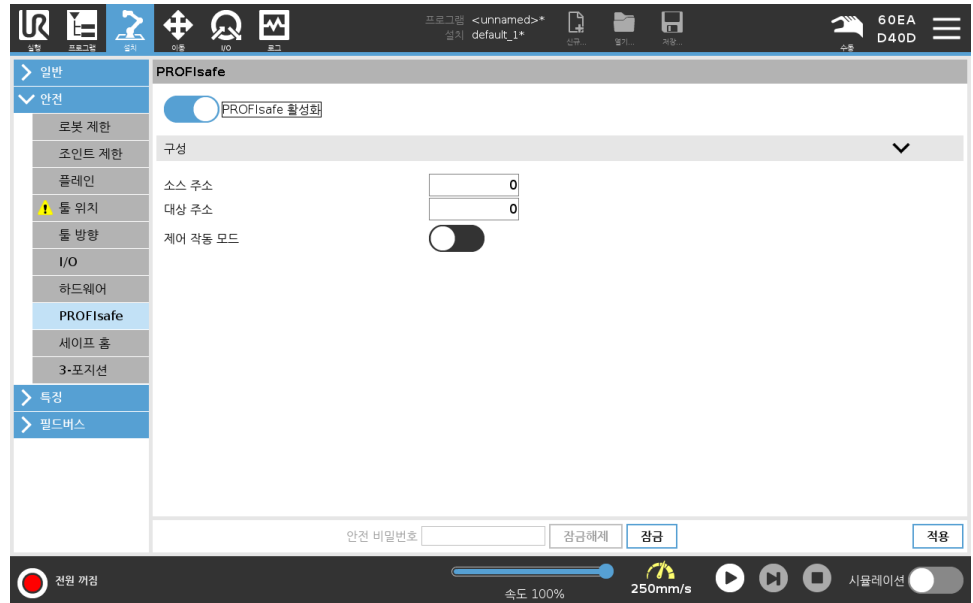 UR
실행
프로그램
설치
이동
I/O
로그
프로그램 <unnamed>*
설치 default_1*
신규...
열기...
저장...
수동
60EA
D40D
일반
안전
로봇 제한
조인트 제한
플레인
툴 위치
툴 방향
I/O
하드웨어
PROFIsafe
세이프 홈
3-포지션
특징
필드버스
PROFIsafe
PROFIsafe 활성화
구성
소스 주소 0
대상 주소 0
제어 작동 모드
안전 비밀번호 잠금해제 잠금 적용
전원 꺼짐
속도 100%
250mm/s
시뮬레이션